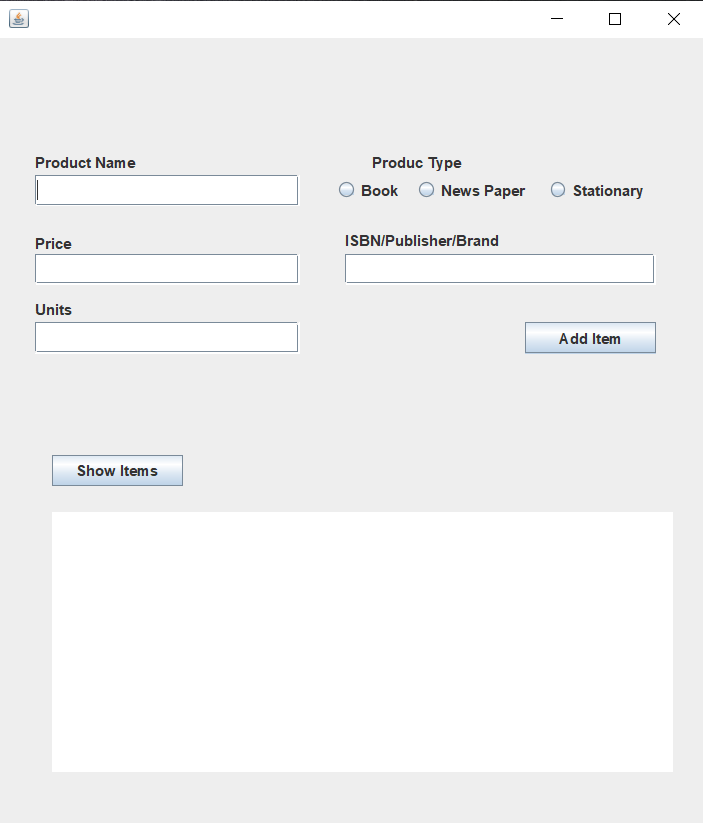 Product Name
Produc Type
Book
News Paper
Stationary
Price
ISBN/Publisher/Brand
Units
Add Item
Show Items